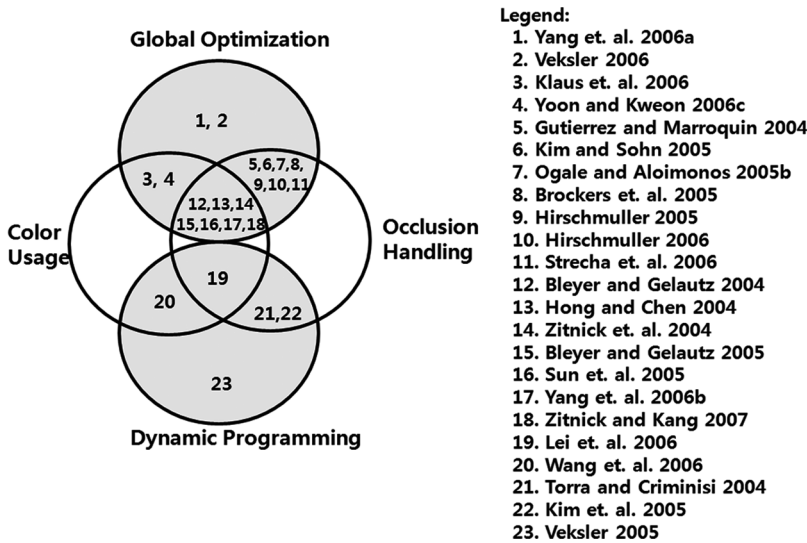 Global Optimization
1, 2
3, 4
5,6,7,8,
9,10,11
12,13,14
15,16,17,18
Color
Usage
Occlusion
Handling
19
20
21,22
23
Dynamic Programming
Legend:
1. Yang et. al. 2006a
2. Veksler 2006
3. Klaus et. al. 2006
4. Yoon and Kweon 2006c
5. Gutierrez and Marroquin 2004
6. Kim and Sohn 2005
7. Ogale and Aloimonos 2005b
8. Brockers et. al. 2005
9. Hirschmuller 2005
10. Hirschmuller 2006
11. Strecha et. al. 2006
12. Bleyer and Gelautz 2004
13. Hong and Chen 2004
14. Zitnick et. al. 2004
15. Bleyer and Gelautz 2005
16. Sun et. al. 2005
17. Yang et. al. 2006b
18. Zitnick and Kang 2007
19. Lei et. al. 2006
20. Wang et. al. 2006
21. Torra and Criminisi 2004
22. Kim et. al. 2005
23. Veksler 2005